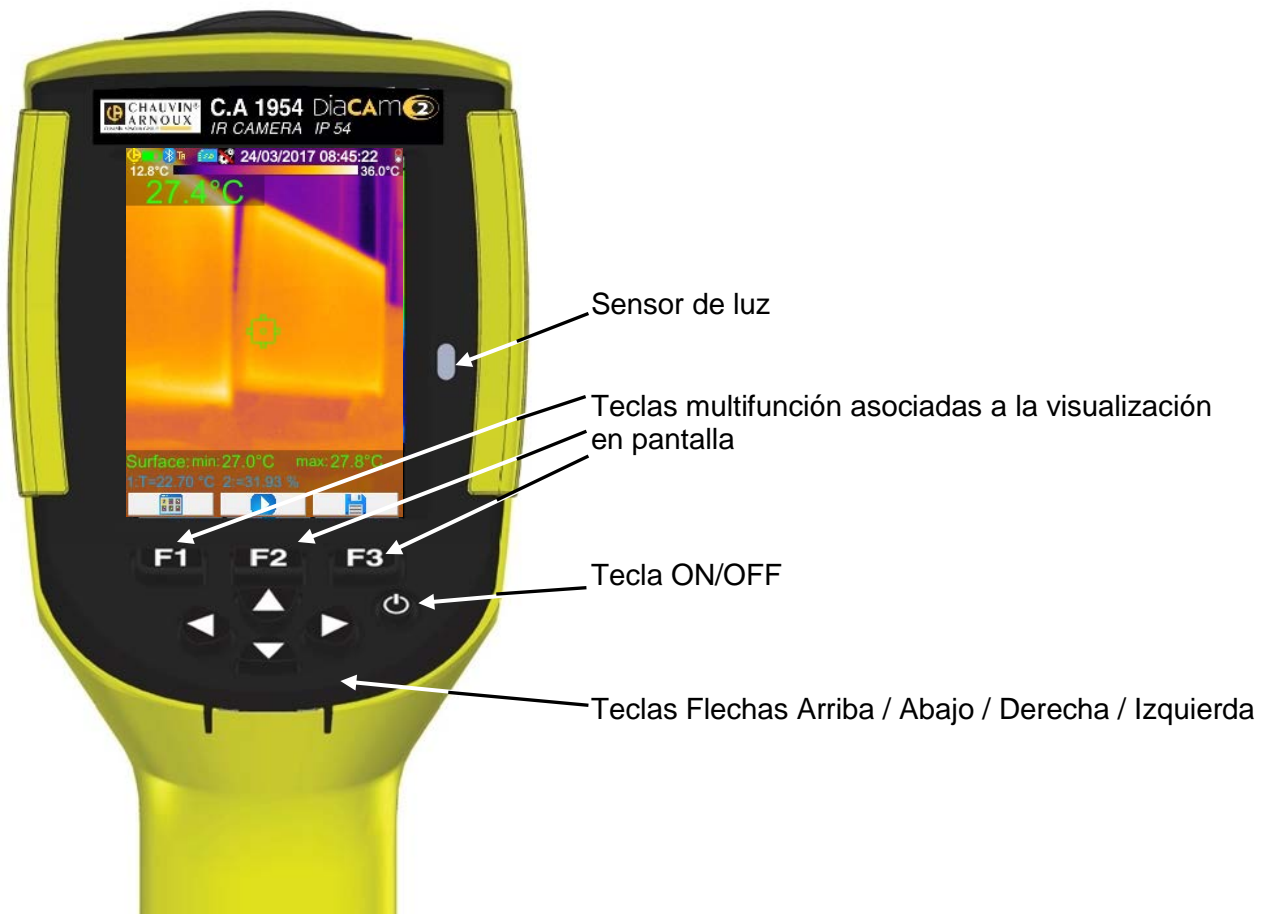 CHAUVIN®
ARNOUX
C.A 1954 DiaCAm2
IR CAMERA IP 54
24/03/2017 08:45:22
12.8°C
36.0°C
27.4°C
Sensor de luz
Teclas multifunción asociadas a la visualización
en pantalla
Surface: min: 27.0°C max: 27.8°C
1:T=22.70 °C 2:=31.93 %
F1 F2 F3
Tecla ON/OFF
Teclas Flechas Arriba / Abajo / Derecha / Izquierda